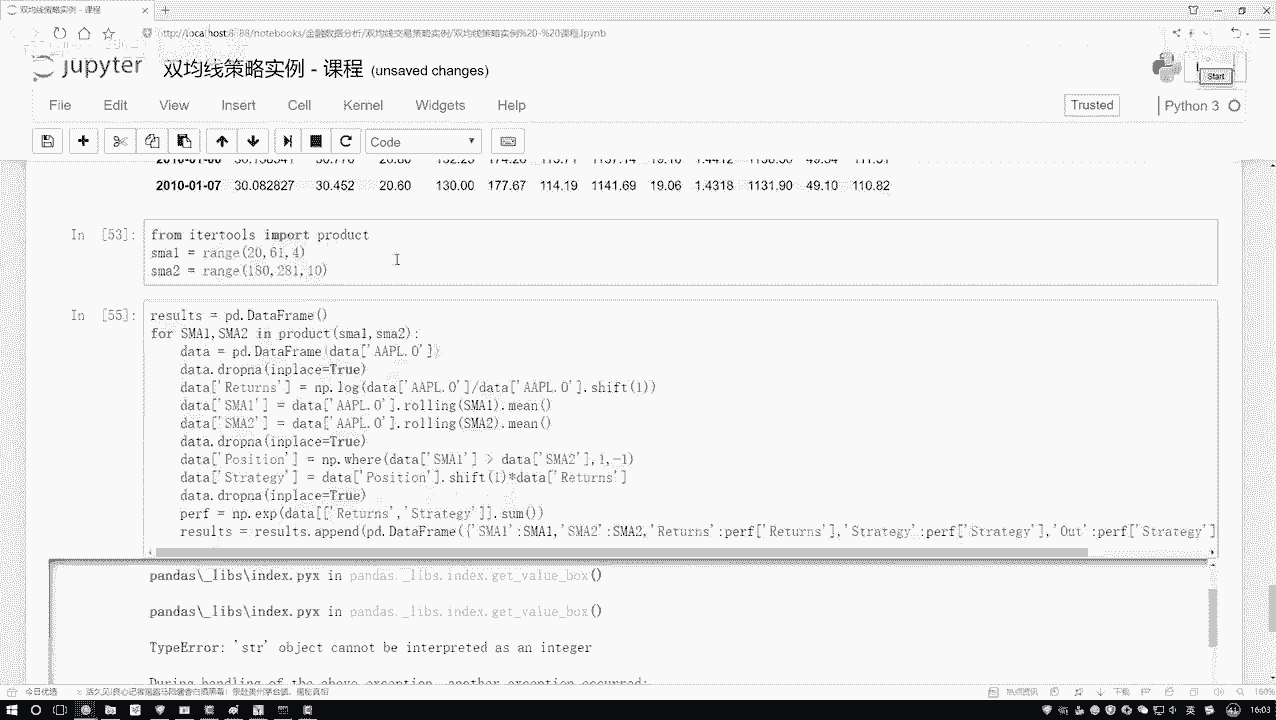 双均线策略实例 - 课程
localhost:8888/notebooks/金融数据分析/双均线交易策略实例/双均线策略实例%20-%20课程.ipynb
jupyter 双均线策略实例 - 课程 (unsaved changes)
Start
File Edit View Insert Cell Kernel Widgets Help
Trusted
Python 3
Code
2010-01-07 30.082827 30.452 20.60 130.00 177.67 114.19 1141.69 19.06 1.4318 1131.90 49.10 110.82
In [53]:
from itertools import product
sma1 = range(20,61,4)
sma2 = range(180,281,10)
In [55]:
results = pd.DataFrame()
for SMA1,SMA2 in product(sma1,sma2):
data = pd.DataFrame(data['AAPL.O'])
data.dropna(inplace=True)
data['Returns'] = np.log(data['AAPL.O']/data['AAPL.O'].shift(1))
data['SMA1'] = data['AAPL.O'].rolling(SMA1).mean()
data['SMA2'] = data['AAPL.O'].rolling(SMA2).mean()
data.dropna(inplace=True)
data['Position'] = np.where(data['SMA1'] > data['SMA2'],1,-1)
data['Strategy'] = data['Position'].shift(1)*data['Returns']
data.dropna(inplace=True)
perf = np.exp(data[['Returns','Strategy']].sum())
results = results.append(pd.DataFrame({'SMA1':SMA1,'SMA2':SMA2,'Returns':perf['Returns'],'Strategy':perf['Strategy'],'Out':perf['Strategy']
pandas\_libs\index.pyx in pandas._libs.index.get_value_box()
pandas\_libs\index.pyx in pandas._libs.index.get_value_box()
TypeError: 'str' object cannot be interpreted as an integer
During handling of the above exception, another exception occurred:
今日优选
热点资讯
下载
160%
英
16:03